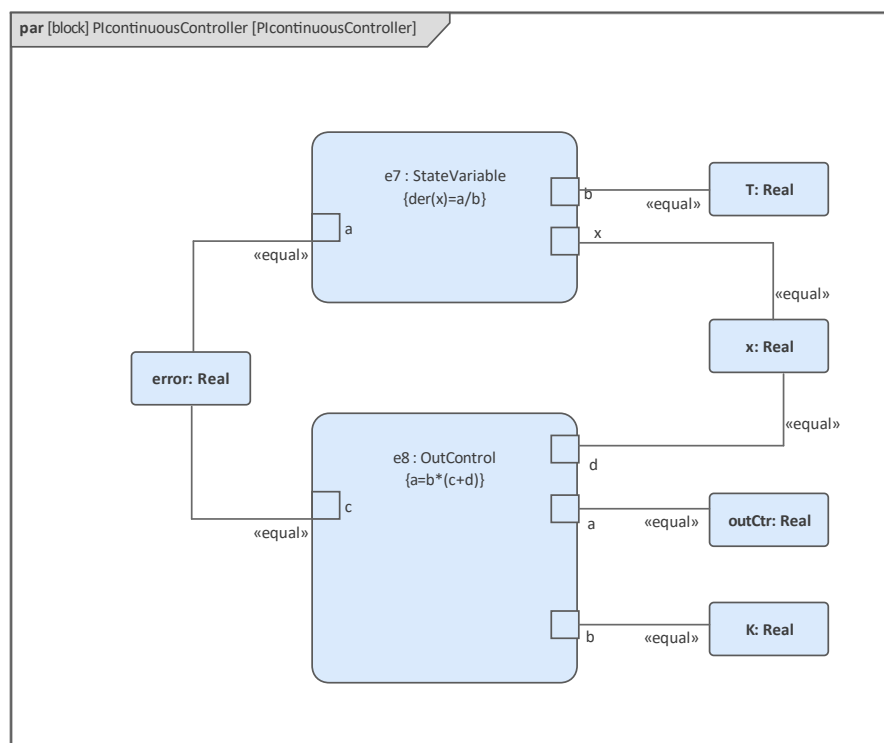 par [block] PIcontinuousController [PIcontinuousController]
e7 : StateVariable
{der(x)=a/b}
b
«equal»
T: Real
a
«equal»
x
«equal»
x: Real
error: Real
«equal»
e8 : OutControl
{a=b*(c+d)}
d
c
«equal»
a
«equal»
outCtr: Real
b
«equal»
K: Real